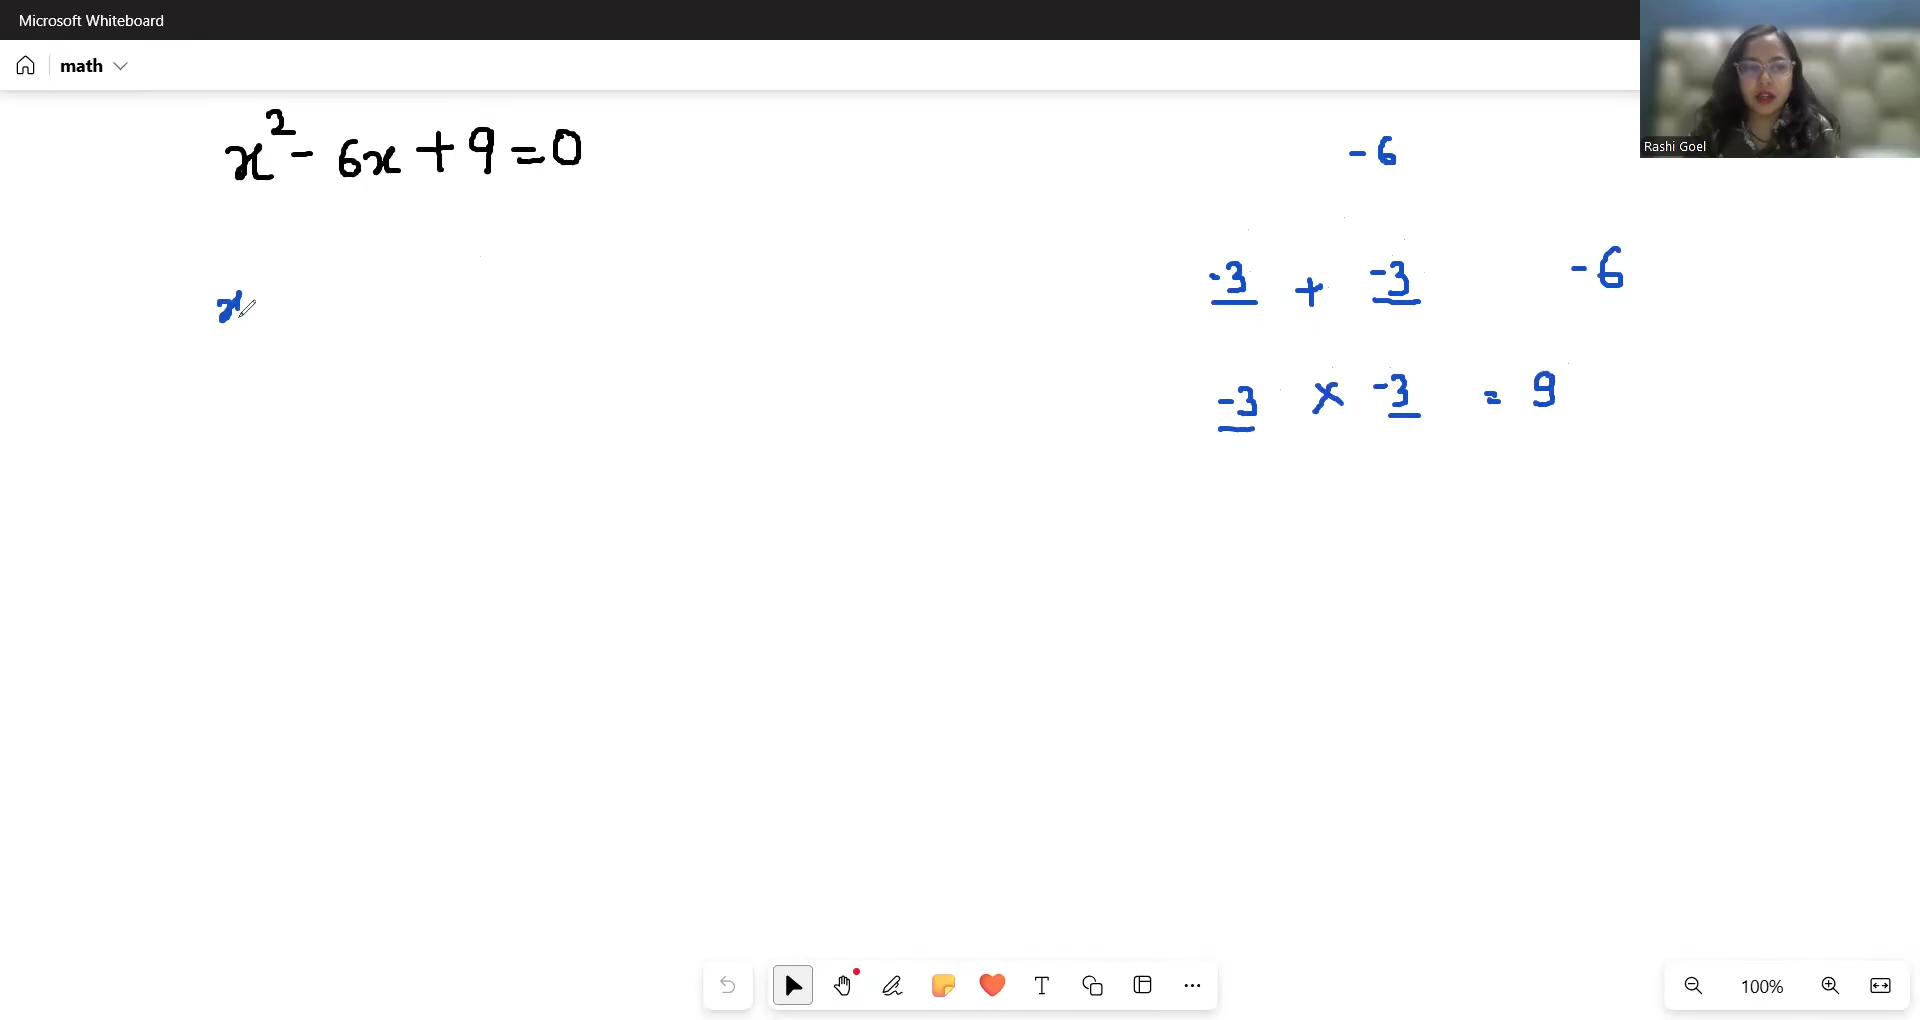 Microsoft Whiteboard
math
Rashi Goel
x² - 6x + 9 = 0
-6
-3 + -3 -6
x
-3 × -3 = 9
100%